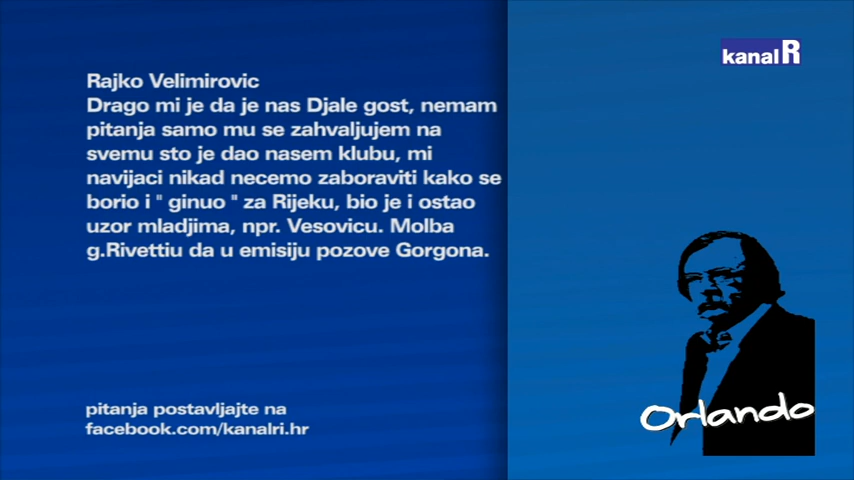 kanal R
Rajko Velimirovic
Drago mi je da je nas Djale gost, nemam
pitanja samo mu se zahvaljujem na
svemu sto je dao nasem klubu, mi
navijaci nikad necemo zaboraviti kako se
borio i " ginuo " za Rijeku, bio je i ostao
uzor mladjima, npr. Vesovicu. Molba
g.Rivettiu da u emisiju pozove Gorgona.
Orlando
pitanja postavljajte na
facebook.com/kanalri.hr